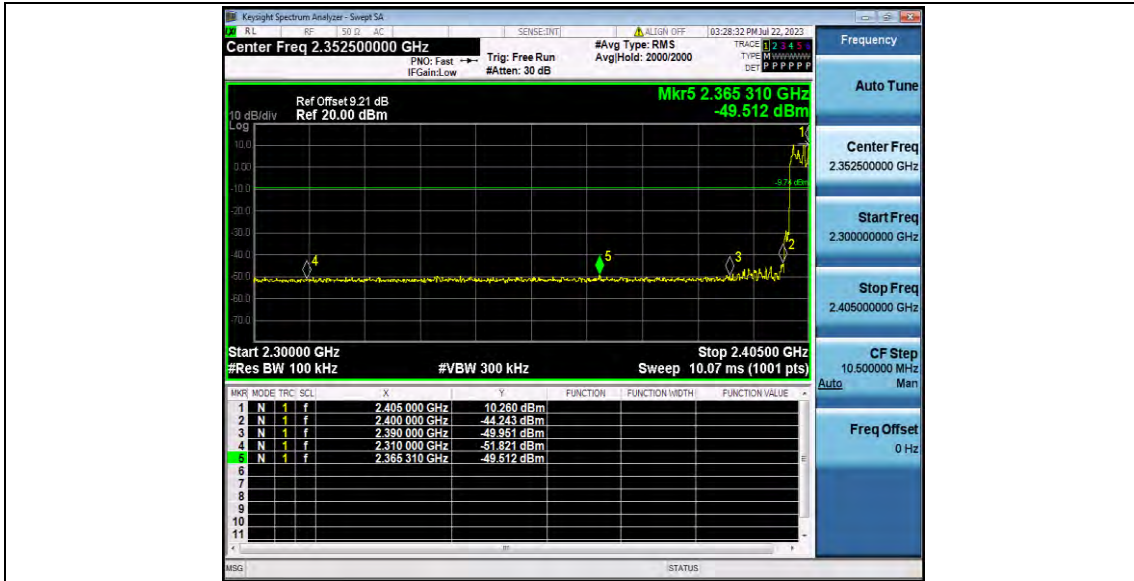 Keysight Spectrum Analyzer - Swept SA
RL RF 50 Ω AC SENSE:INT ALIGN OFF 03:28:32 PM Jul 22, 2023
Center Freq 2.352500000 GHz
PNO: Fast
IFGain:Low
Trig: Free Run
#Atten: 30 dB
#Avg Type: RMS
Avg|Hold: 2000/2000
TRACE 1 2 3 4 5 6
TYPE M WWWWW
DET P P P P P P
Frequency
Mkr5 2.365 310 GHz
-49.512 dBm
Ref Offset 9.21 dB
10 dB/div Ref 20.00 dBm
Log
10.0
0.00
-10.0
-20.0
-30.0
-40.0
-50.0
-60.0
-70.0
-9.74 dBm
1
2
3
4
5
Start 2.30000 GHz Stop 2.40500 GHz
#Res BW 100 kHz #VBW 300 kHz Sweep 10.07 ms (1001 pts)
MKR MODE TRC SCL X Y FUNCTION FUNCTION WIDTH FUNCTION VALUE
1 N 1 f 2.405 000 GHz 10.260 dBm
2 N 1 f 2.400 000 GHz -44.243 dBm
3 N 1 f 2.390 000 GHz -49.951 dBm
4 N 1 f 2.310 000 GHz -51.821 dBm
5 N 1 f 2.365 310 GHz -49.512 dBm
6
7
8
9
10
11
MSG STATUS
Auto Tune
Center Freq
2.352500000 GHz
Start Freq
2.300000000 GHz
Stop Freq
2.405000000 GHz
CF Step
10.500000 MHz
Auto Man
Freq Offset
0 Hz